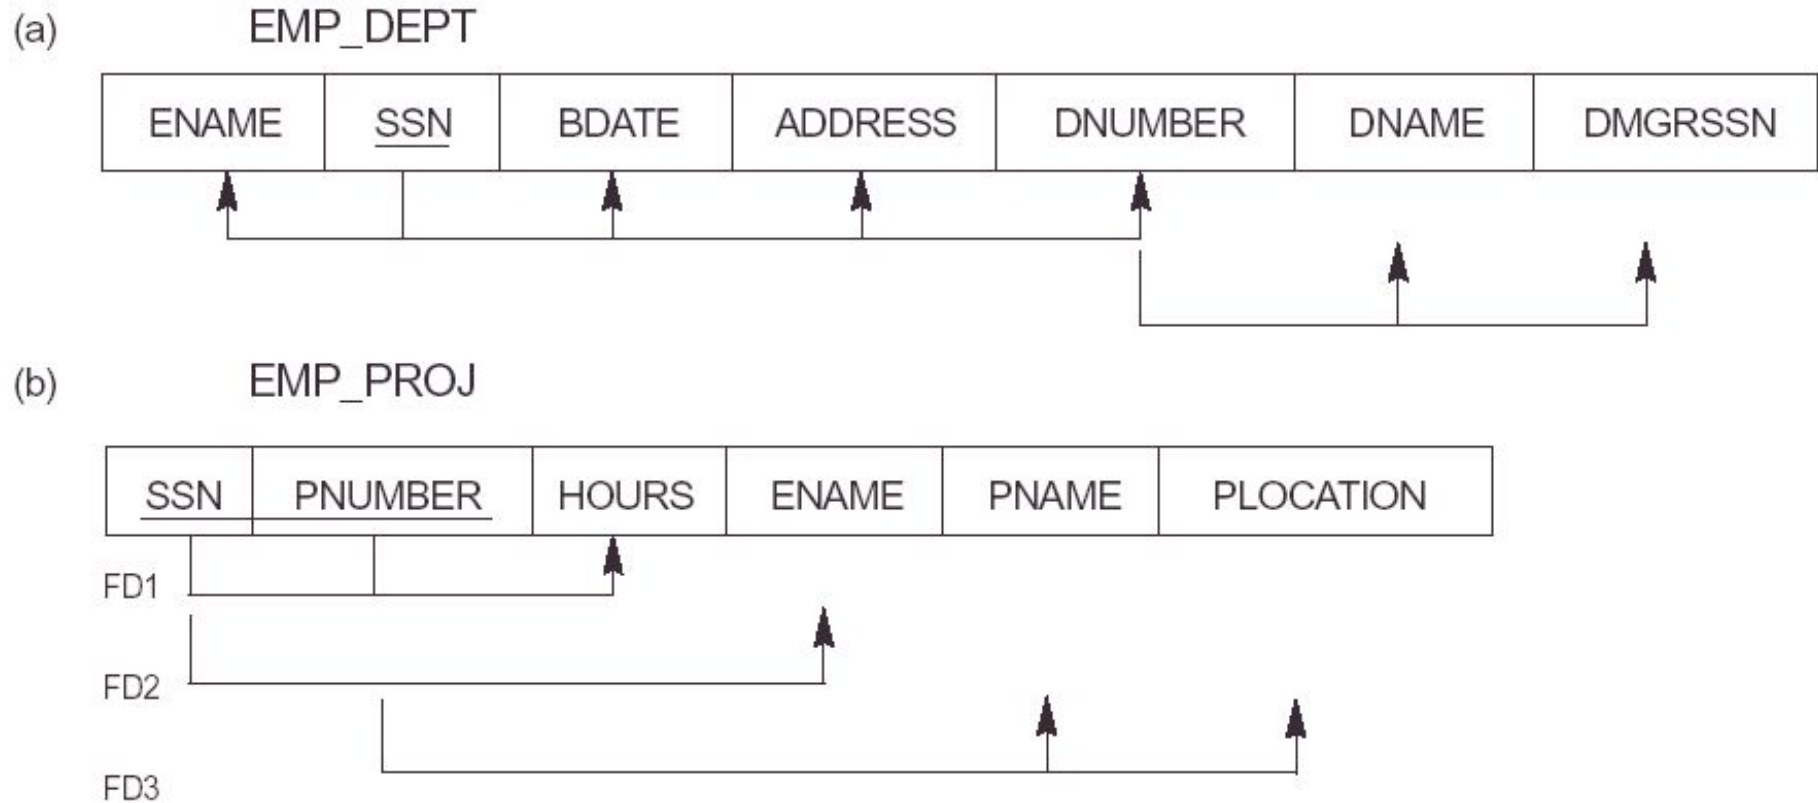 (a) EMP_DEPT
ENAME SSN BDATE ADDRESS DNUMBER DNAME DMGRSSN
(b) EMP_PROJ
SSN PNUMBER HOURS ENAME PNAME PLOCATION
FD1
FD2
FD3